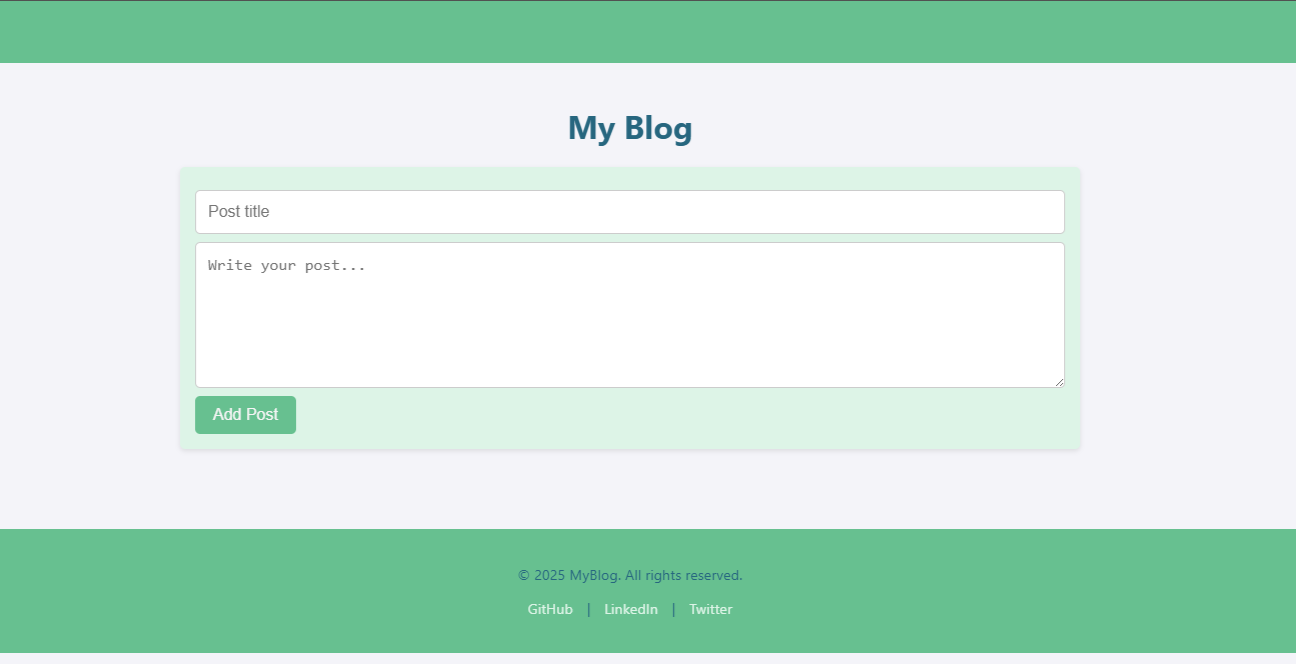 My Blog
Post title
Write your post...
Add Post
© 2025 MyBlog. All rights reserved.
GitHub | LinkedIn | Twitter